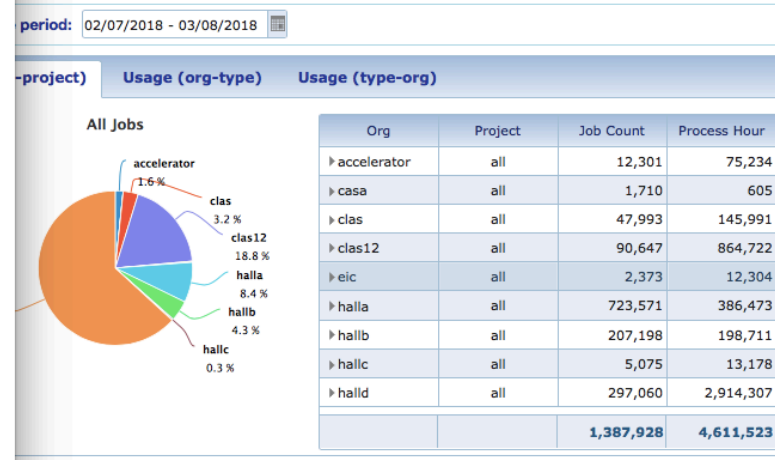 period: 02/07/2018 - 03/08/2018
-project) Usage (org-type) Usage (type-org)
All Jobs
accelerator
1.6 %
clas
3.2 %
clas12
18.8 %
halla
8.4 %
hallb
4.3 %
hallc
0.3 %
Org Project Job Count Process Hour
accelerator all 12,301 75,234
casa all 1,710 605
clas all 47,993 145,991
clas12 all 90,647 864,722
eic all 2,373 12,304
halla all 723,571 386,473
hallb all 207,198 198,711
hallc all 5,075 13,178
halld all 297,060 2,914,307
1,387,928 4,611,523